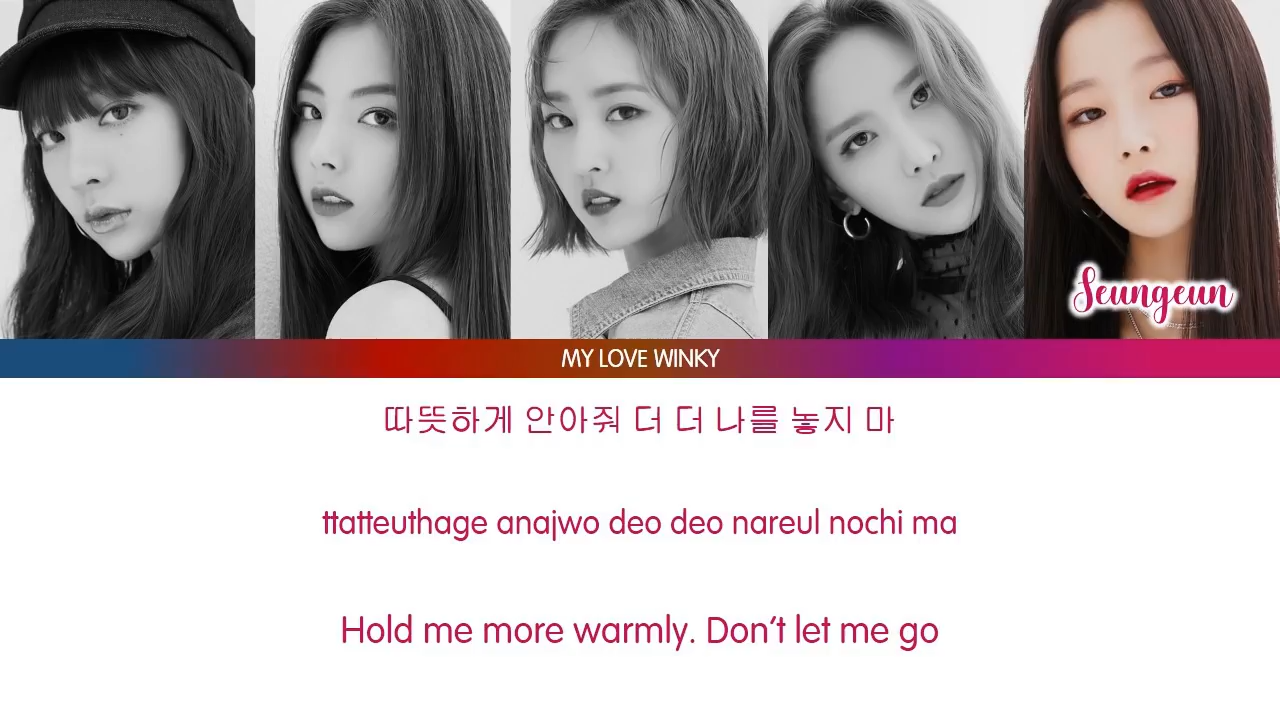 Seungeun
MY LOVE WINKY
따뜻하게 안아줘 더 더 나를 놓지 마
ttatteuthage anajwo deo deo nareul nochi ma
Hold me more warmly. Don't let me go